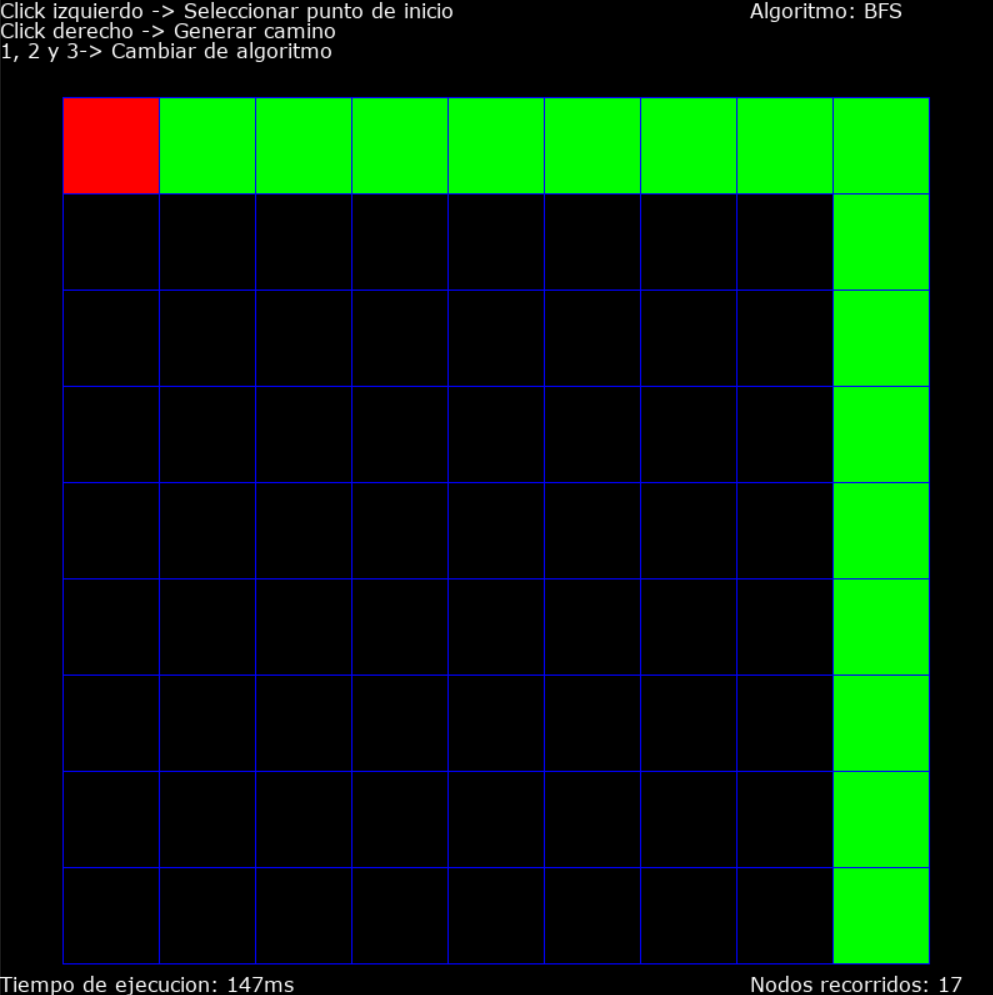 Click izquierdo -> Seleccionar punto de inicio
Algoritmo: BFS
Click derecho -> Generar camino
1, 2 y 3-> Cambiar de algoritmo
Tiempo de ejecucion: 147ms
Nodos recorridos: 17